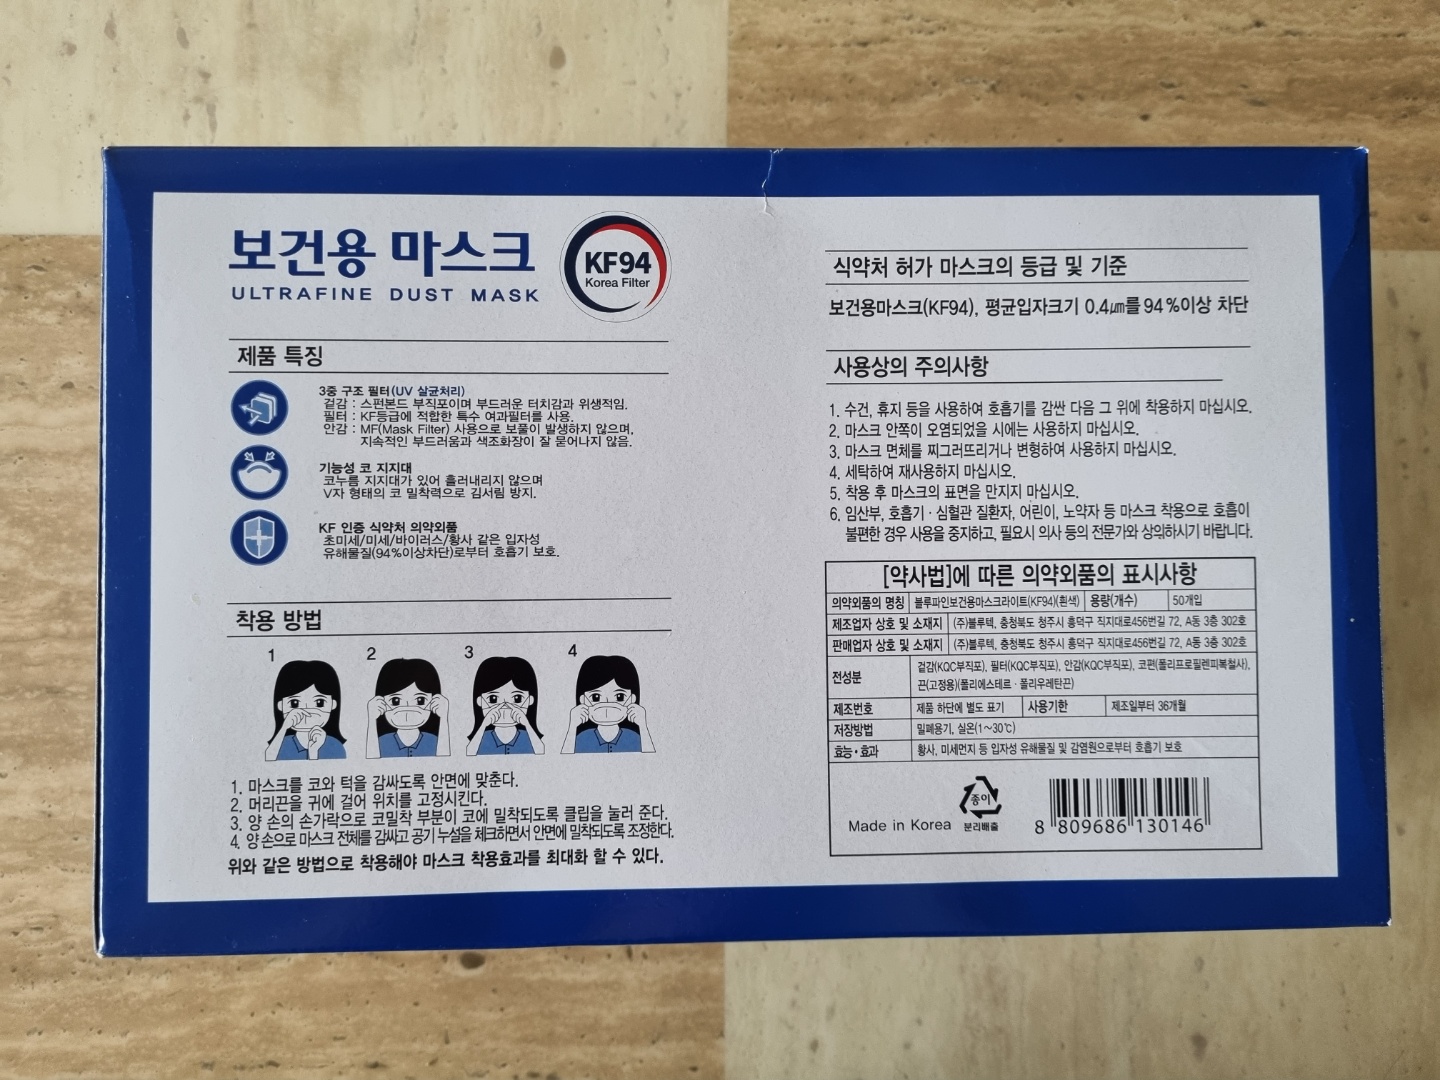 보건용 마스크
ULTRAFINE DUST MASK
KF94
Korea Filter
제품 특징
3중 구조 필터(UV 살균처리)
겉감 : 스펀본드 부직포이며 부드러운 터치감과 위생적임.
필터 : KF등급에 적합한 특수 여과필터를 사용.
안감 : MF(Mask Filter) 사용으로 보풀이 발생하지 않으며,
지속적인 부드러움과 색조화장이 잘 묻어나지 않음.
기능성 코 지지대
코누름 지지대가 있어 흘러내리지 않으며
V자 형태의 코 밀착력으로 김서림 방지.
KF 인증 식약처 의약외품
초미세/미세/바이러스/황사 같은 입자성
유해물질(94%이상차단)로부터 호흡기 보호.
착용 방법
1 2 3 4
1. 마스크를 코와 턱을 감싸도록 안면에 맞춘다.
2. 머리끈을 귀에 걸어 위치를 고정시킨다.
3. 양 손의 손가락으로 코밀착 부분이 코에 밀착되도록 클립을 눌러 준다.
4. 양 손으로 마스크 전체를 감싸고 공기 누설을 체크하면서 안면에 밀착되도록 조정한다.
위와 같은 방법으로 착용해야 마스크 착용효과를 최대화 할 수 있다.
식약처 허가 마스크의 등급 및 기준
보건용마스크(KF94), 평균입자크기 0.4㎛를 94%이상 차단
사용상의 주의사항
1. 수건, 휴지 등을 사용하여 호흡기를 감싼 다음 그 위에 착용하지 마십시오.
2. 마스크 안쪽이 오염되었을 시에는 사용하지 마십시오.
3. 마스크 면체를 찌그러뜨리거나 변형하여 사용하지 마십시오.
4. 세탁하여 재사용하지 마십시오.
5. 착용 후 마스크의 표면을 만지지 마십시오.
6. 임산부, 호흡기 · 심혈관 질환자, 어린이, 노약자 등 마스크 착용으로 호흡이
불편한 경우 사용을 중지하고, 필요시 의사 등의 전문가와 상의하시기 바랍니다.
[약사법]에 따른 의약외품의 표시사항
의약외품의 명칭 블루파인보건용마스크라이트(KF94)(흰색) 용량(개수) 50개입
제조업자 상호 및 소재지 (주)블루텍, 충청북도 청주시 흥덕구 직지대로456번길 72, A동 3층 302호
판매업자 상호 및 소재지 (주)블루텍, 충청북도 청주시 흥덕구 직지대로456번길 72, A동 3층 302호
전성분 겉감(KQC부직포), 필터(KQC부직포), 안감(KQC부직포), 코편(폴리프로필렌피복철사),
끈(고정용)(폴리에스테르 · 폴리우레탄끈)
제조번호 제품 하단에 별도 표기 사용기한 제조일부터 36개월
저장방법 밀폐용기, 실온(1~30℃)
효능·효과 황사, 미세먼지 등 입자성 유해물질 및 감염원으로부터 호흡기 보호
종이
Made in Korea 분리배출 8 809686 130146